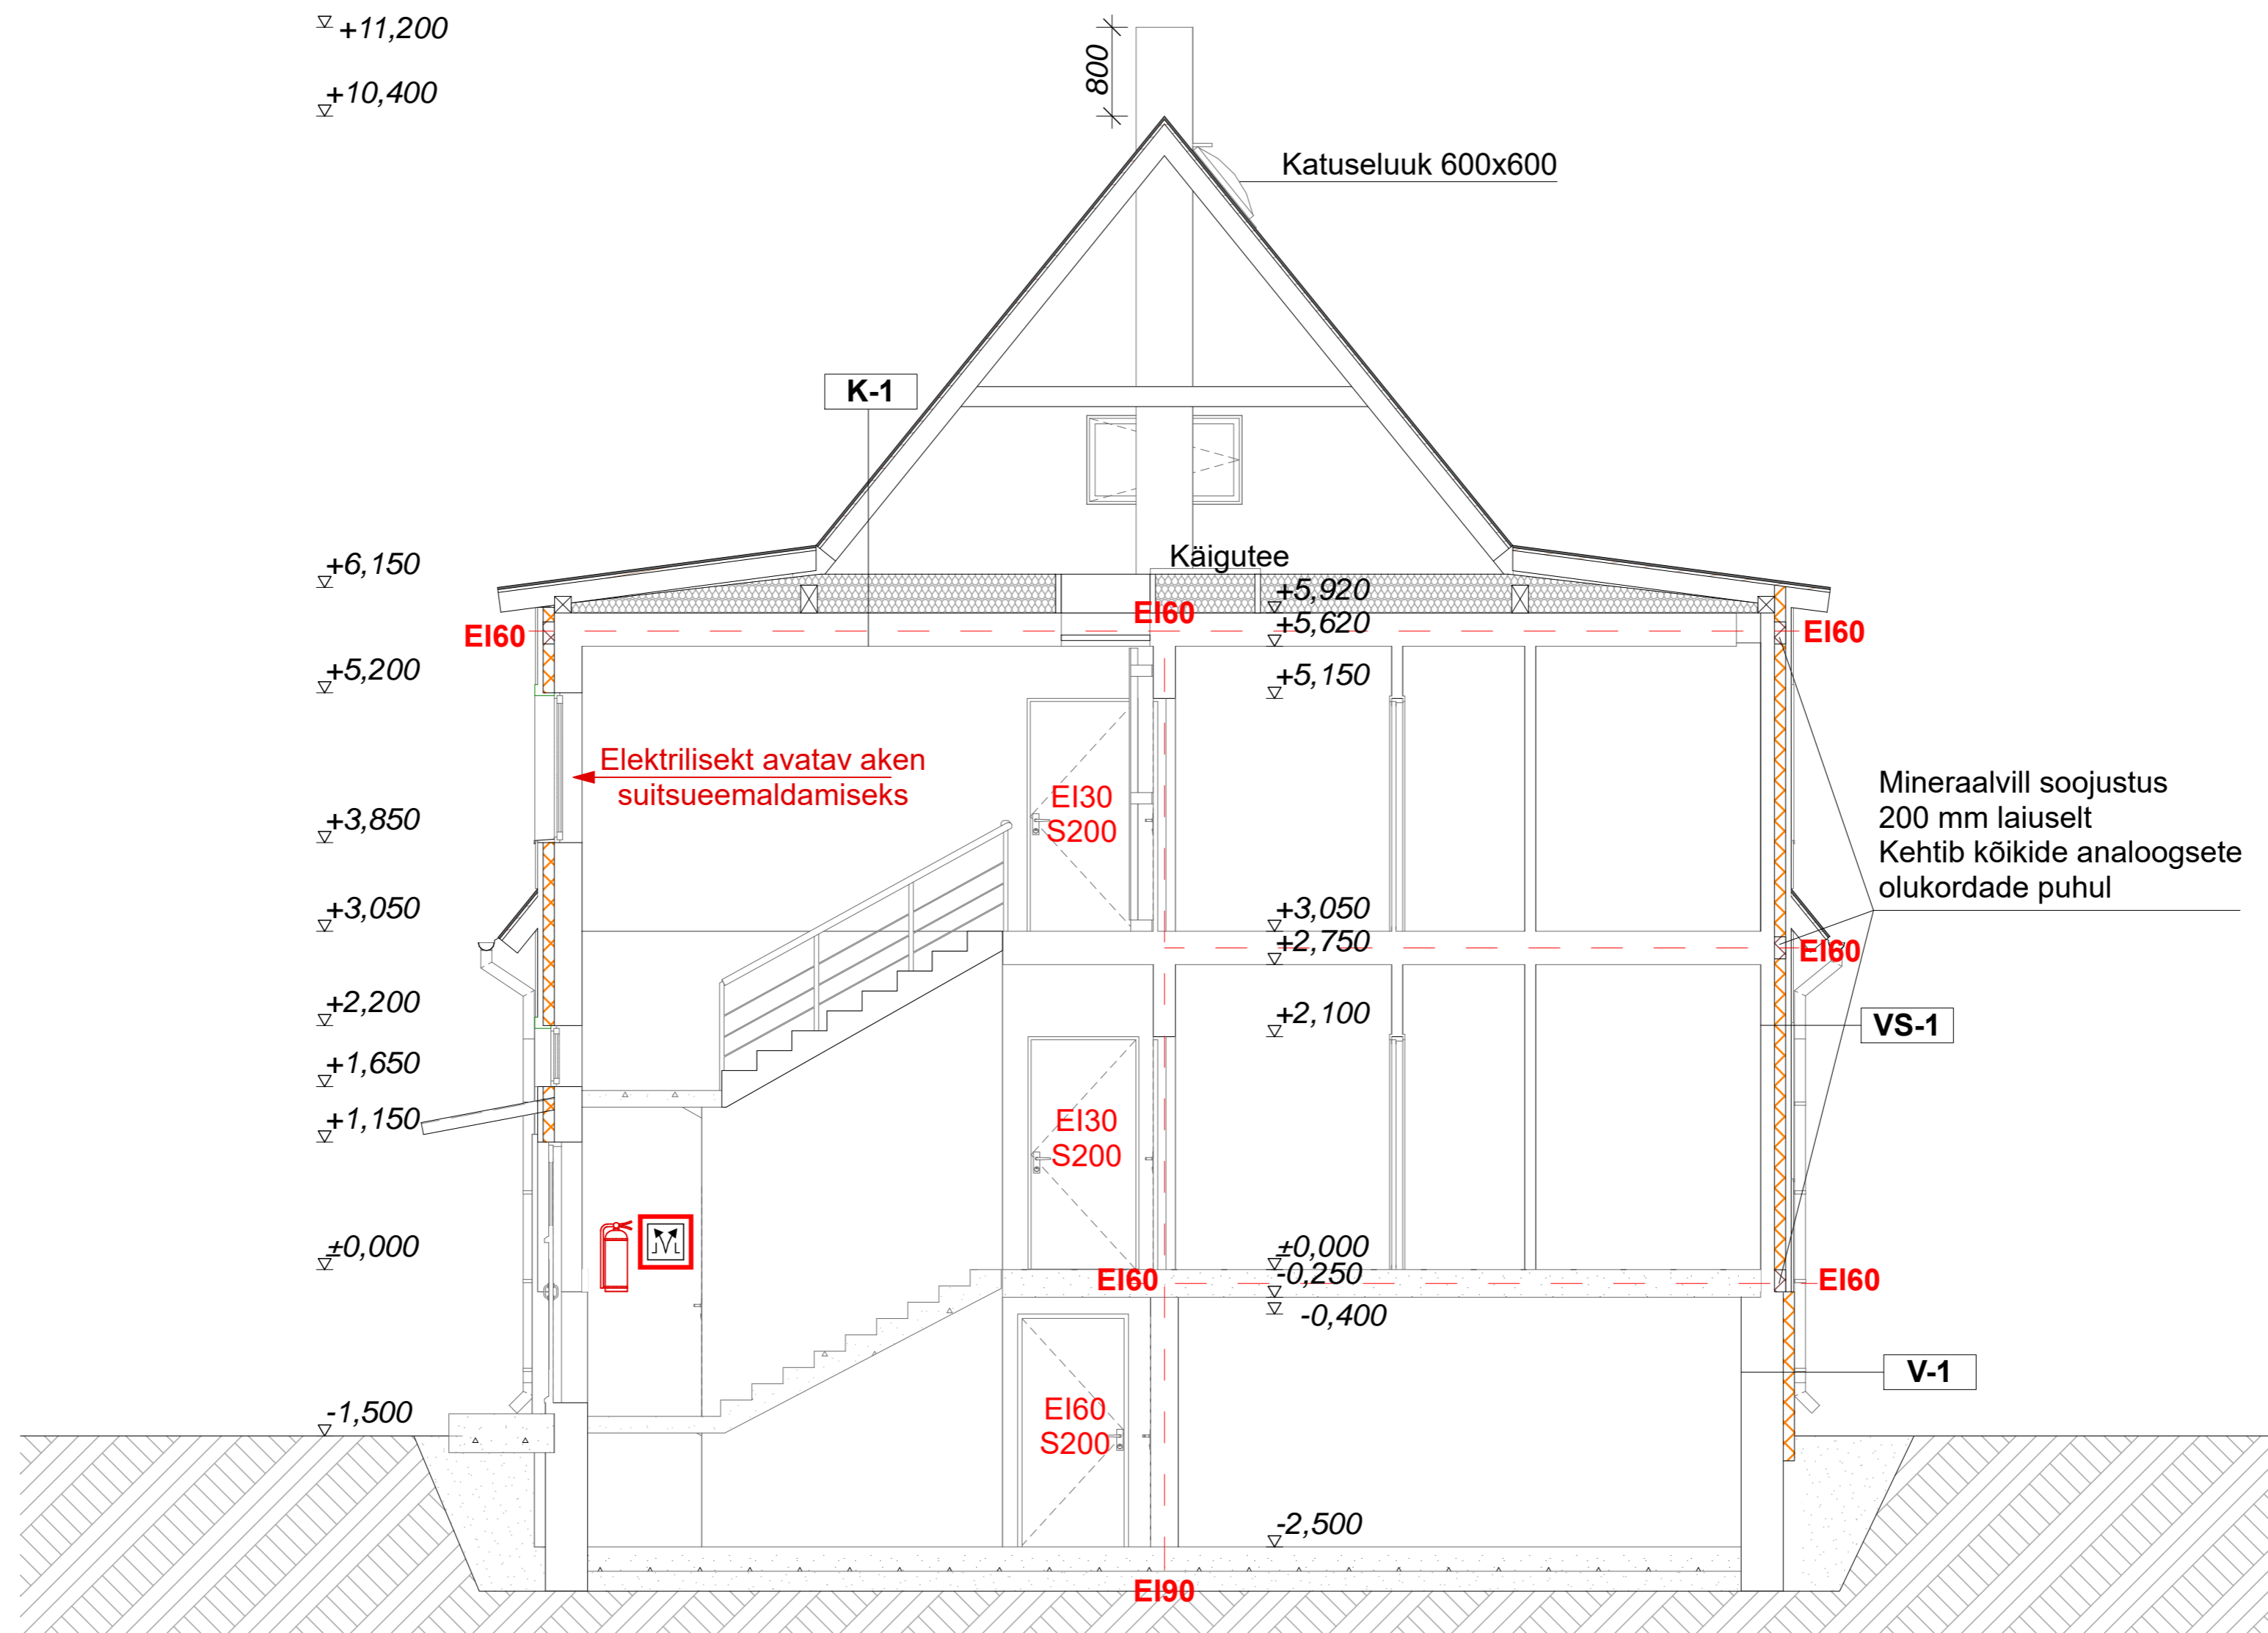 +11,200
+10,400
800
Katuseluuk 600x600
K-1
Käigutee
+6,150
+5,920
EI60
EI60
+5,620
EI60
+5,200
+5,150
Elektrilisekt avatav aken
suitsueemaldamiseks
EI30
S200
Mineraalvill soojustus
200 mm laiuselt
Kehtib kõikide analoogsete
olukordade puhul
+3,850
+3,050
+3,050
+2,750
EI60
+2,200
+2,100
VS-1
+1,650
+1,150
EI30
S200
±0,000
±0,000
EI60
-0,250
EI60
-0,400
V-1
-1,500
EI60
S200
-2,500
EI90